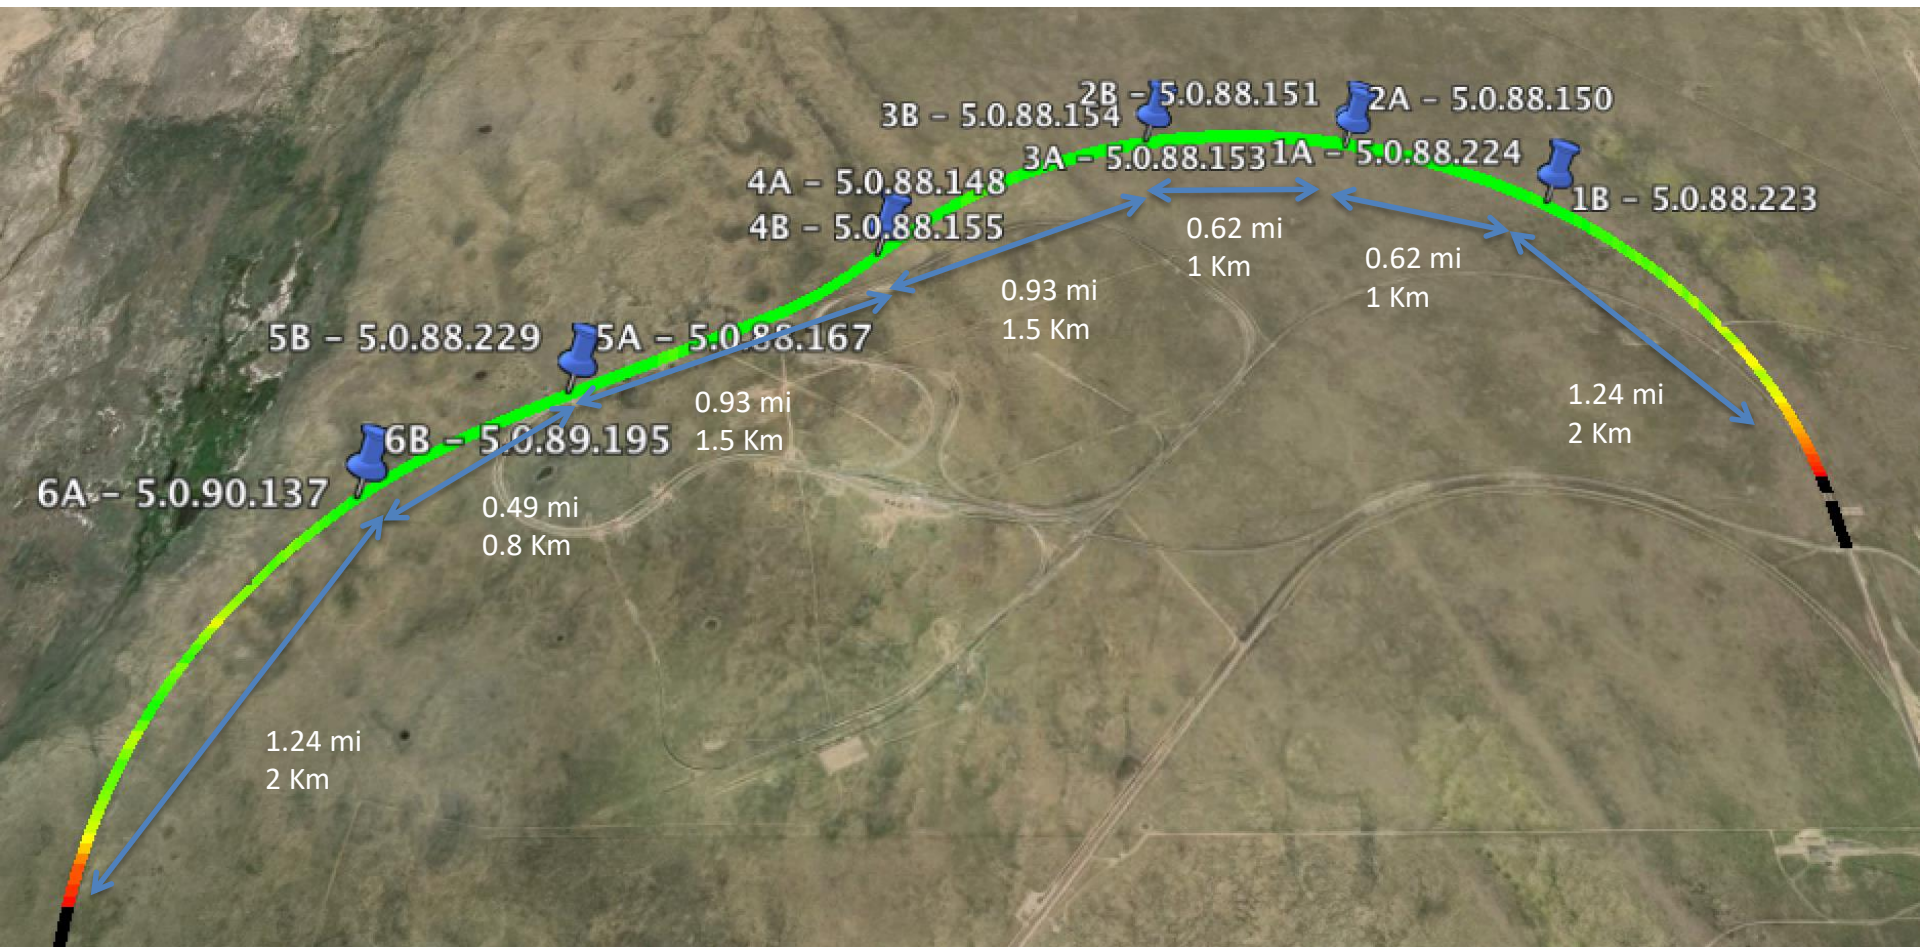 2B – 5.0.88.151
2A – 5.0.88.150
3B – 5.0.88.154
3A – 5.0.88.153
1A – 5.0.88.224
4A – 5.0.88.148
1B – 5.0.88.223
4B – 5.0.88.155
0.62 mi
1 Km
0.62 mi
1 Km
0.93 mi
1.5 Km
5B – 5.0.88.229
5A – 5.0.88.167
0.93 mi
1.5 Km
1.24 mi
2 Km
6B – 5.0.89.195
6A – 5.0.90.137
0.49 mi
0.8 Km
1.24 mi
2 Km